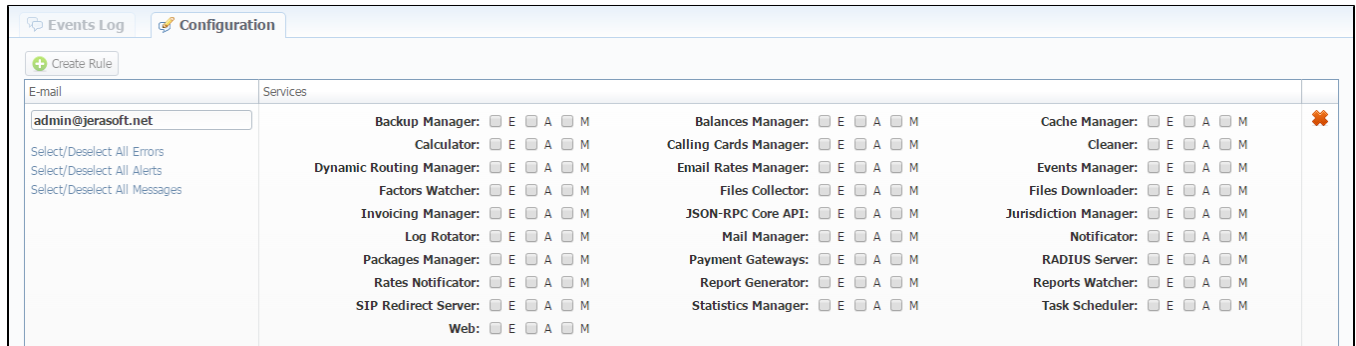 Events Log Configuration
Create Rule
E-mail Services
admin@jerasoft.net
Select/Deselect All Errors
Select/Deselect All Alerts
Select/Deselect All Messages
Backup Manager: E A M Balances Manager: E A M Cache Manager: E A M
Calculator: E A M Calling Cards Manager: E A M Cleaner: E A M
Dynamic Routing Manager: E A M Email Rates Manager: E A M Events Manager: E A M
Factors Watcher: E A M Files Collector: E A M Files Downloader: E A M
Invoicing Manager: E A M JSON-RPC Core API: E A M Jurisdiction Manager: E A M
Log Rotator: E A M Mail Manager: E A M Notificator: E A M
Packages Manager: E A M Payment Gateways: E A M RADIUS Server: E A M
Rates Notificator: E A M Report Generator: E A M Reports Watcher: E A M
SIP Redirect Server: E A M Statistics Manager: E A M Task Scheduler: E A M
Web: E A M